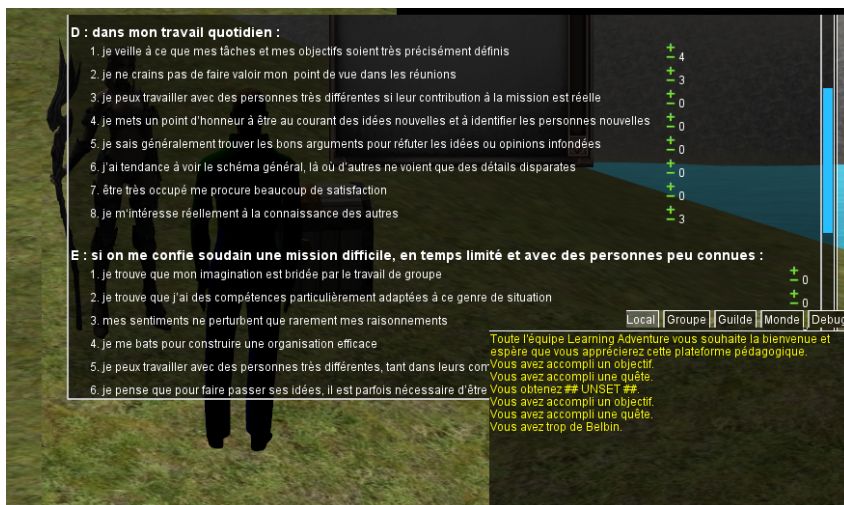 D : dans mon travail quotidien :
1. je veille à ce que mes tâches et mes objectifs soient très précisément définis
4
2. je ne crains pas de faire valoir mon point de vue dans les réunions
3
3. je peux travailler avec des personnes très différentes si leur contribution à la mission est réelle
0
4. je mets un point d'honneur à être au courant des idées nouvelles et à identifier les personnes nouvelles
0
5. je sais généralement trouver les bons arguments pour réfuter les idées ou opinions infondées
0
6. j'ai tendance à voir le schéma général, là où d'autres ne voient que des détails disparates
0
7. être très occupé me procure beaucoup de satisfaction
0
8. je m'intéresse réellement à la connaissance des autres
3
E : si on me confie soudain une mission difficile, en temps limité et avec des personnes peu connues :
1. je trouve que mon imagination est bridée par le travail de groupe
0
2. je trouve que j'ai des compétences particulièrement adaptées à ce genre de situation
0
3. mes sentiments ne perturbent que rarement mes raisonnements
4. je me bats pour construire une organisation efficace
5. je peux travailler avec des personnes très différentes, tant dans leurs com
6. je pense que pour faire passer ses idées, il est parfois nécessaire d'être
Local Groupe Guilde Monde Debug
Toute l'équipe Learning Adventure vous souhaite la bienvenue et
espère que vous apprécierez cette plateforme pédagogique.
Vous avez accompli un objectif.
Vous avez accompli une quête.
Vous obtenez ## UNSET ##.
Vous avez accompli un objectif.
Vous avez accompli une quête.
Vous avez trop de Belbin.